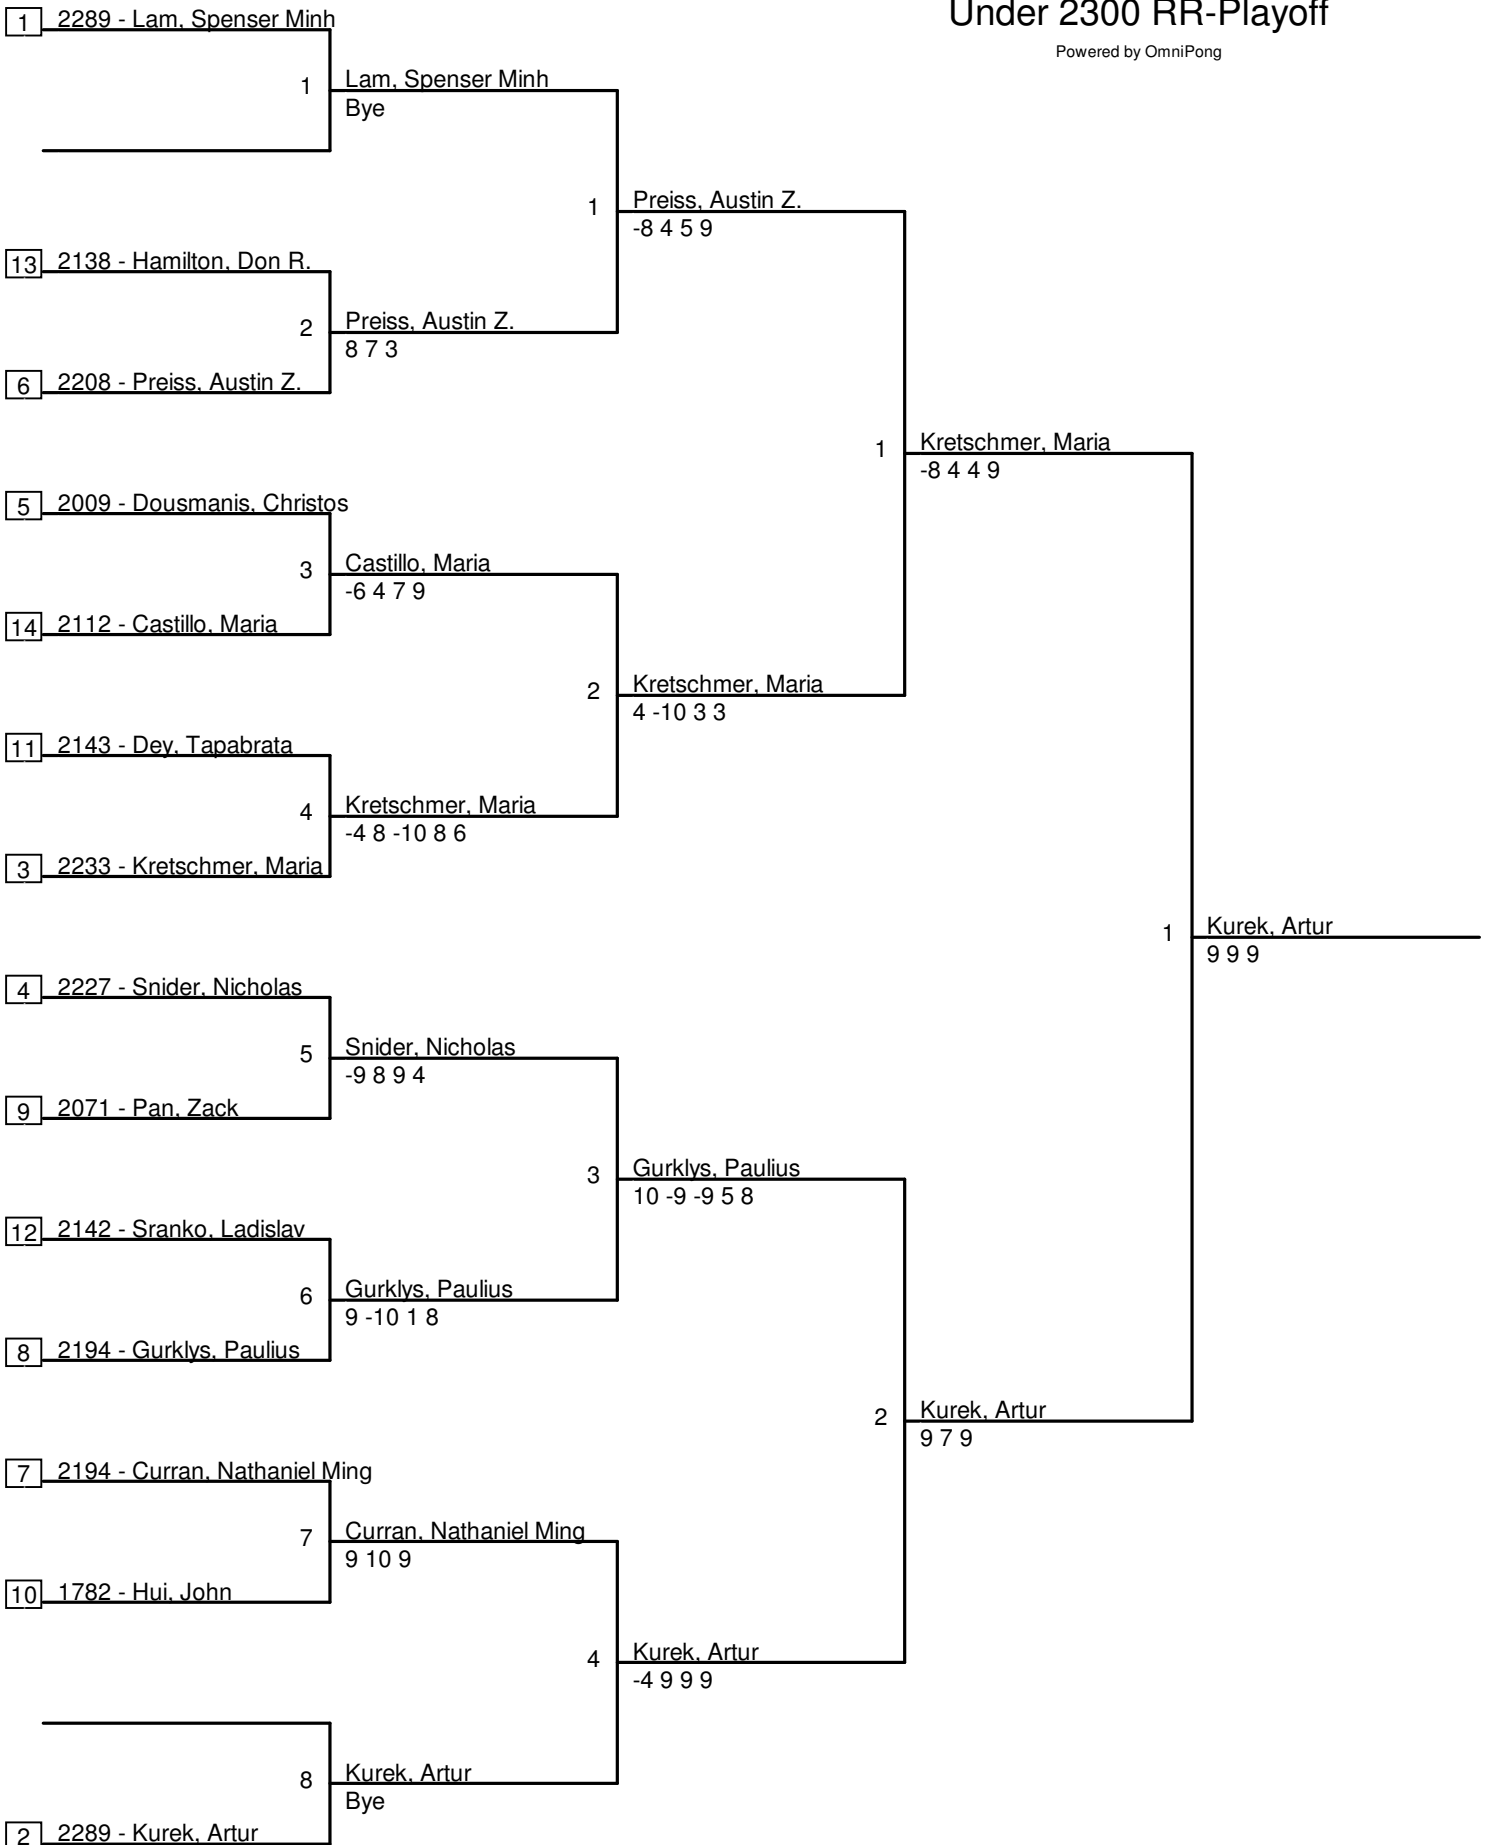 Under 2300 RR-Playoff
Powered by OmniPong
1 2289 - Lam, Spenser Minh
1 Lam, Spenser Minh
Bye
1 Preiss, Austin Z.
-8 4 5 9
13 2138 - Hamilton, Don R.
2 Preiss, Austin Z.
8 7 3
6 2208 - Preiss, Austin Z.
1 Kretschmer, Maria
-8 4 4 9
5 2009 - Dousmanis, Christos
3 Castillo, Maria
-6 4 7 9
14 2112 - Castillo, Maria
2 Kretschmer, Maria
4 -10 3 3
11 2143 - Dey, Tapabrata
4 Kretschmer, Maria
-4 8 -10 8 6
3 2233 - Kretschmer, Maria
1 Kurek, Artur
9 9 9
4 2227 - Snider, Nicholas
5 Snider, Nicholas
-9 8 9 4
9 2071 - Pan, Zack
3 Gurklys, Paulius
10 -9 -9 5 8
12 2142 - Sranko, Ladislav
6 Gurklys, Paulius
9 -10 1 8
8 2194 - Gurklys, Paulius
2 Kurek, Artur
9 7 9
7 2194 - Curran, Nathaniel Ming
7 Curran, Nathaniel Ming
9 10 9
10 1782 - Hui, John
4 Kurek, Artur
-4 9 9 9
8 Kurek, Artur
Bye
2 2289 - Kurek, Artur